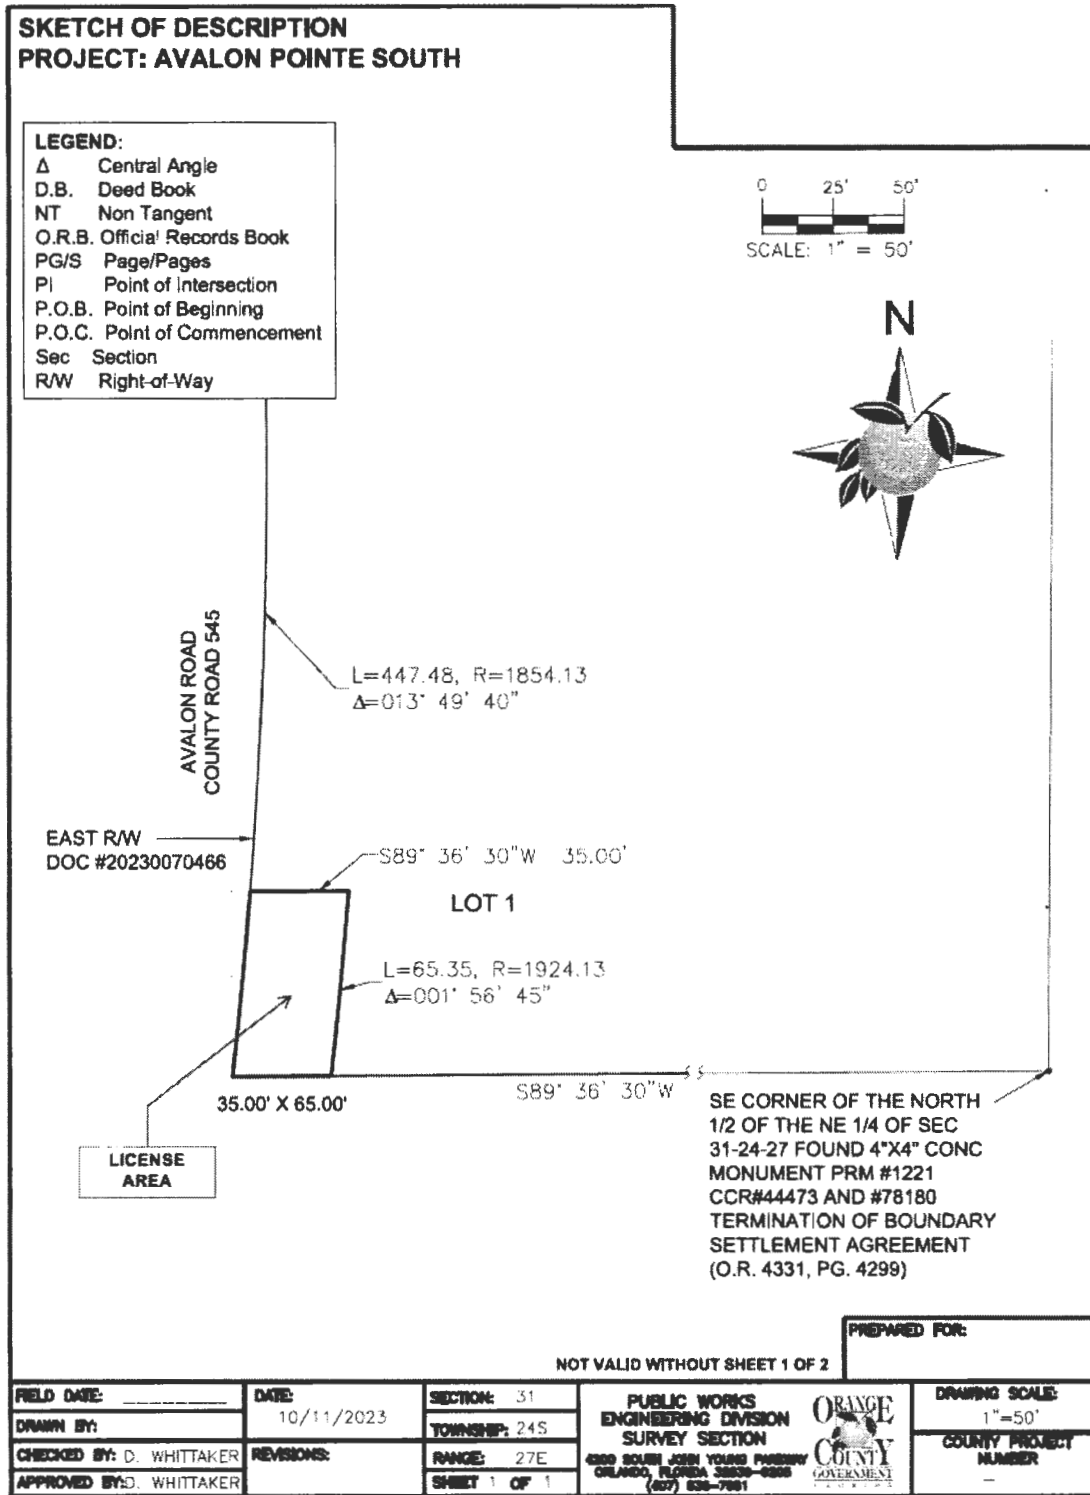 SKETCH OF DESCRIPTION
PROJECT: AVALON POINTE SOUTH
LEGEND:
Δ Central Angle
D.B. Deed Book
NT Non Tangent
O.R.B. Official Records Book
PG/S Page/Pages
PI Point of Intersection
P.O.B. Point of Beginning
P.O.C. Point of Commencement
Sec Section
R/W Right-of-Way
0 25' 50'
SCALE: 1" = 50'
N
AVALON ROAD
COUNTY ROAD 545
L=447.48, R=1854.13
Δ=013° 49' 40"
EAST R/W
DOC #20230070466
S89° 36' 30"W 35.00'
LOT 1
L=65.35, R=1924.13
Δ=001° 56' 45"
S89° 36' 30"W
35.00' X 65.00'
LICENSE
AREA
SE CORNER OF THE NORTH
1/2 OF THE NE 1/4 OF SEC
31-24-27 FOUND 4"X4" CONC
MONUMENT PRM #1221
CCR#44473 AND #78180
TERMINATION OF BOUNDARY
SETTLEMENT AGREEMENT
(O.R. 4331, PG. 4299)
PREPARED FOR:
NOT VALID WITHOUT SHEET 1 OF 2
FIELD DATE:
DRAWN BY:
CHECKED BY: D. WHITTAKER
APPROVED BY: D. WHITTAKER
DATE:
10/11/2023
REVISIONS:
SECTION: 31
TOWNSHIP: 24S
RANGE: 27E
SHEET 1 OF 1
PUBLIC WORKS
ENGINEERING DIVISION
SURVEY SECTION
4200 SOUTH JOHN YOUNG PARKWAY
ORLANDO, FLORIDA
(407)
ORANGE
COUNTY
GOVERNMENT
DRAWING SCALE:
1"=50'
COUNTY PROJECT
NUMBER
—